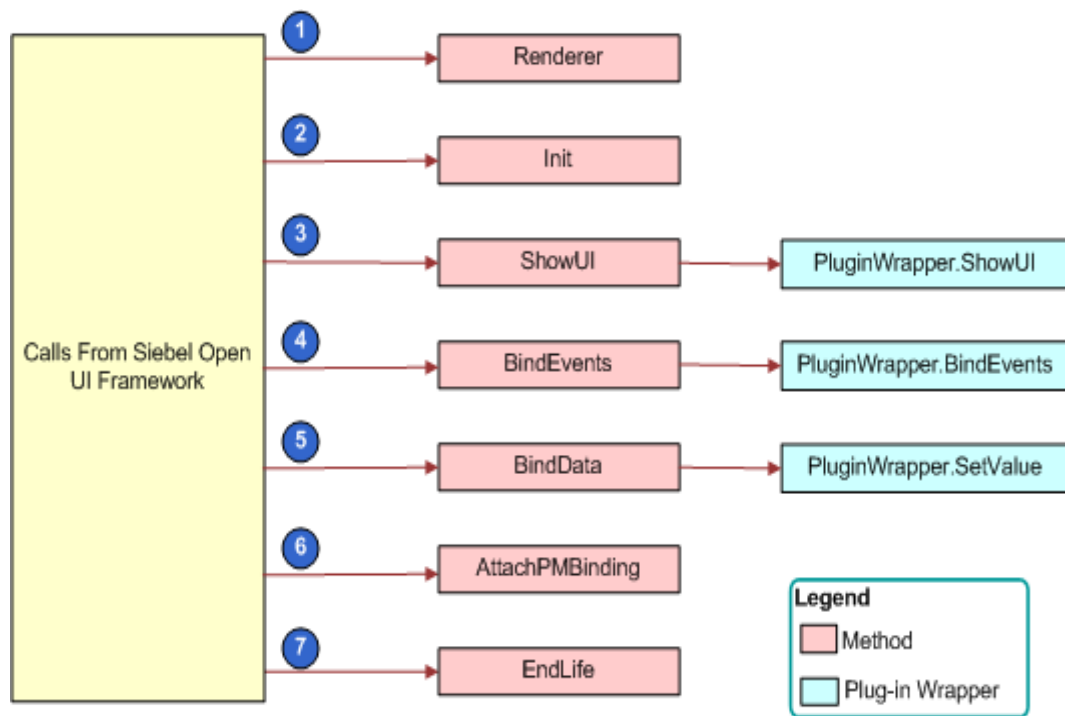 1
Renderer
2
Init
3
ShowUI
PluginWrapper.ShowUI
Calls From Siebel Open
UI Framework
4
BindEvents
PluginWrapper.BindEvents
5
BindData
PluginWrapper.SetValue
6
AttachPMBinding
7
EndLife
Legend
Method
Plug-in Wrapper